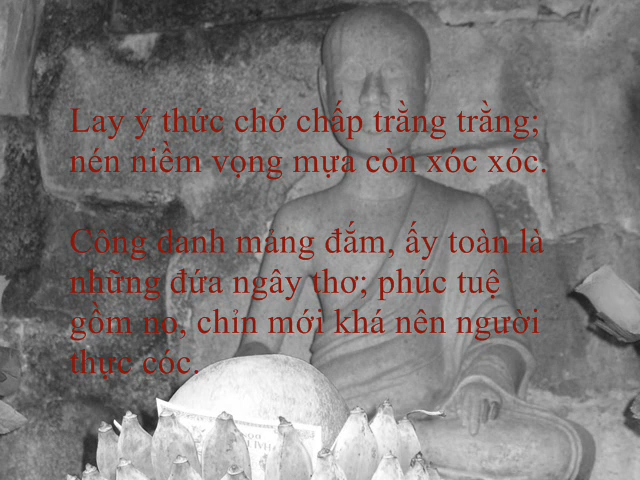 Lay ý thức chớ chấp trằng trằng;
nén niềm vọng mựa còn xóc xóc.
Công danh mảng đắm, ấy toàn là
những đứa ngây thơ; phúc tuệ
gồm no, chỉn mới khá nên người
thực cóc.